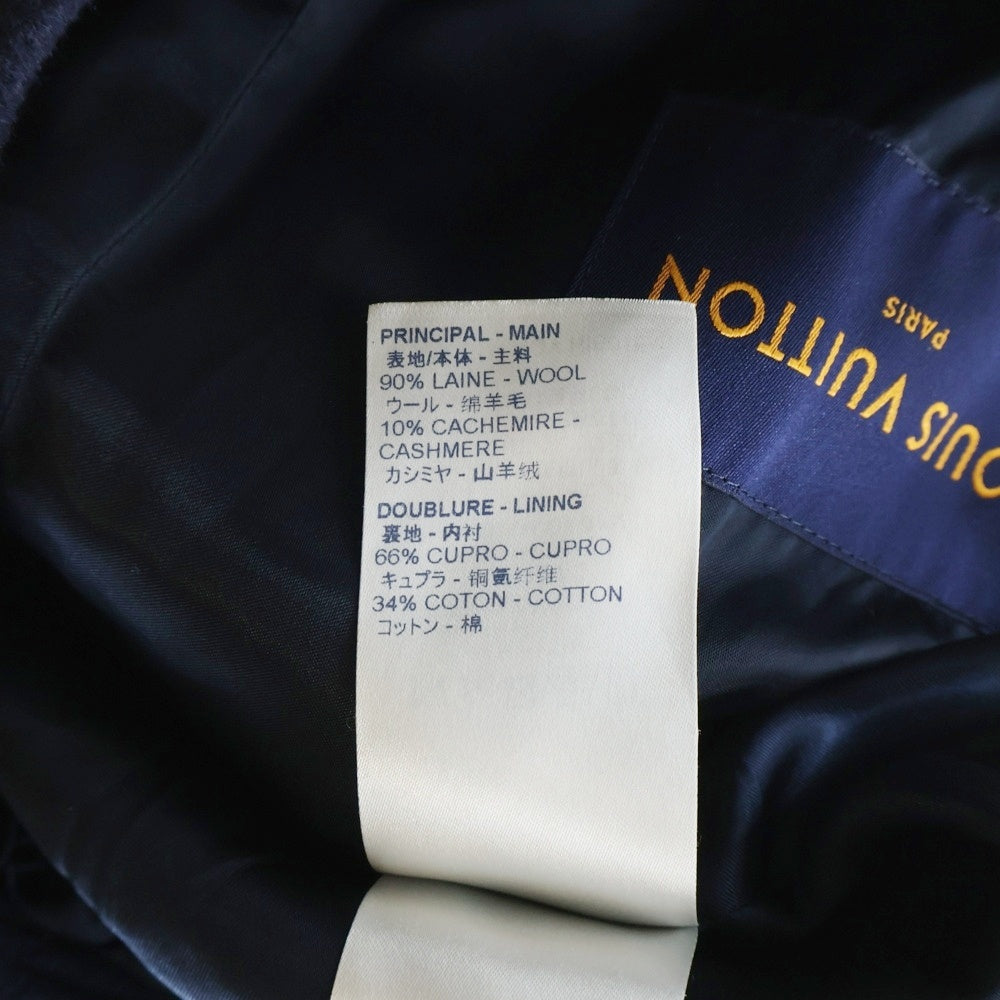 PRINCIPAL - MAIN
表地/本体 - 主料
90% LAINE - WOOL
ウール - 绵羊毛
10% CACHEMIRE -
CASHMERE
カシミヤ - 山羊绒
DOUBLURE - LINING
裏地 - 内衬
66% CUPRO - CUPRO
キュプラ - 铜氨纤维
34% COTON - COTTON
コットン - 棉
OUIS VUITTON
PARIS